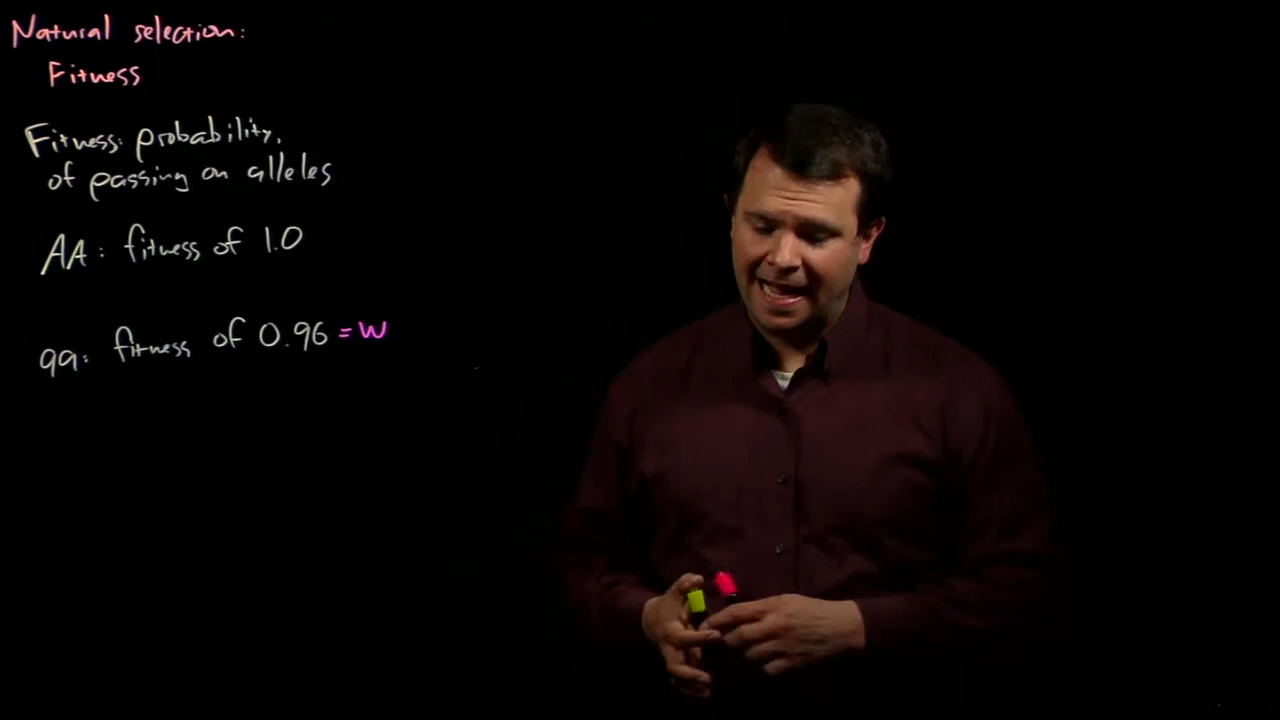 Natural selection:
Fitness
Fitness: probability,
of passing on alleles
AA: fitness of 1.0
aa: fitness of 0.96 = w